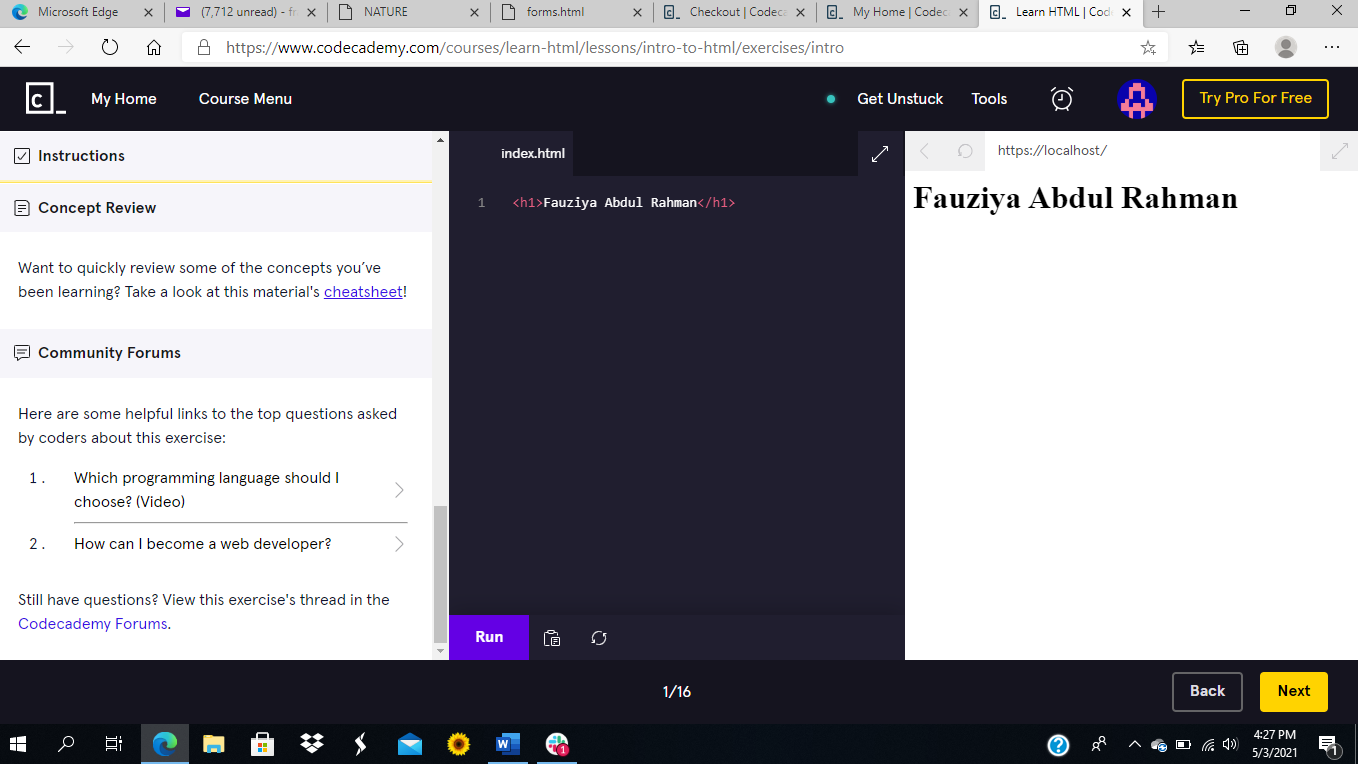 Microsoft Edge
(7,712 unread) - fr
NATURE
forms.html
Checkout | Codeca
My Home | Codec
Learn HTML | Cod
https://www.codecademy.com/courses/learn-html/lessons/intro-to-html/exercises/intro
My Home
Course Menu
Get Unstuck
Tools
Try Pro For Free
Instructions
Concept Review
Want to quickly review some of the concepts you’ve
been learning? Take a look at this material's cheatsheet!
Community Forums
Here are some helpful links to the top questions asked
by coders about this exercise:
1. Which programming language should I
choose? (Video)
2. How can I become a web developer?
Still have questions? View this exercise's thread in the
Codecademy Forums.
index.html
1 <h1>Fauziya Abdul Rahman</h1>
Run
https://localhost/
Fauziya Abdul Rahman
1/16
Back
Next
4:27 PM
5/3/2021